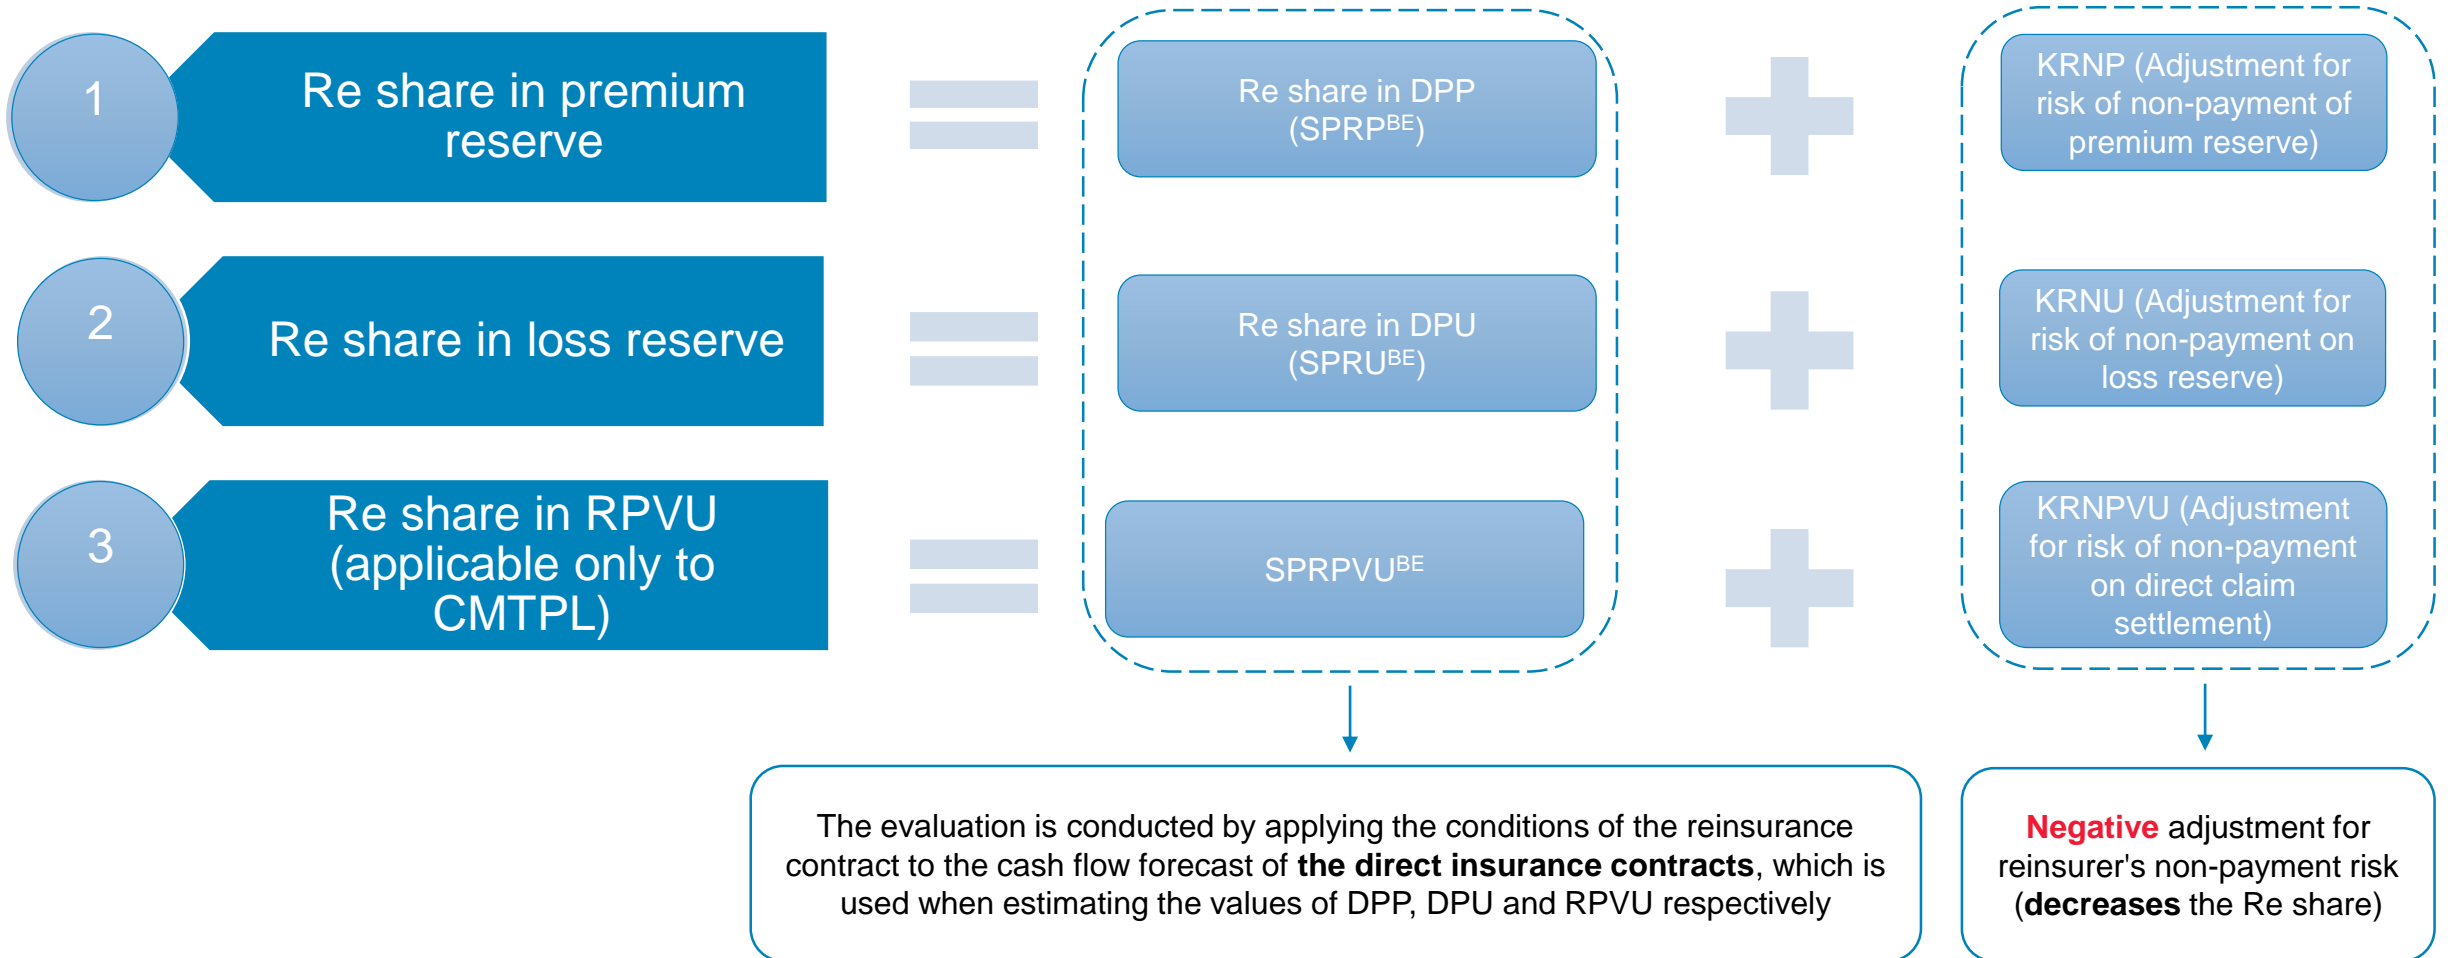 1
Re share in premium
reserve
Re share in DPP
(SPRPBE)
KRNP (Adjustment for
risk of non-payment of
premium reserve)
2
Re share in loss reserve
Re share in DPU
(SPRUBE)
KRNU (Adjustment for
risk of non-payment on
loss reserve)
3
Re share in RPVU
(applicable only to
CMTPL)
SPRPVUBE
KRNPVU (Adjustment
for risk of non-payment
on direct claim
settlement)
The evaluation is conducted by applying the conditions of the reinsurance
contract to the cash flow forecast of the direct insurance contracts, which is
used when estimating the values of DPP, DPU and RPVU respectively
Negative adjustment for
reinsurer's non-payment risk
(decreases the Re share)